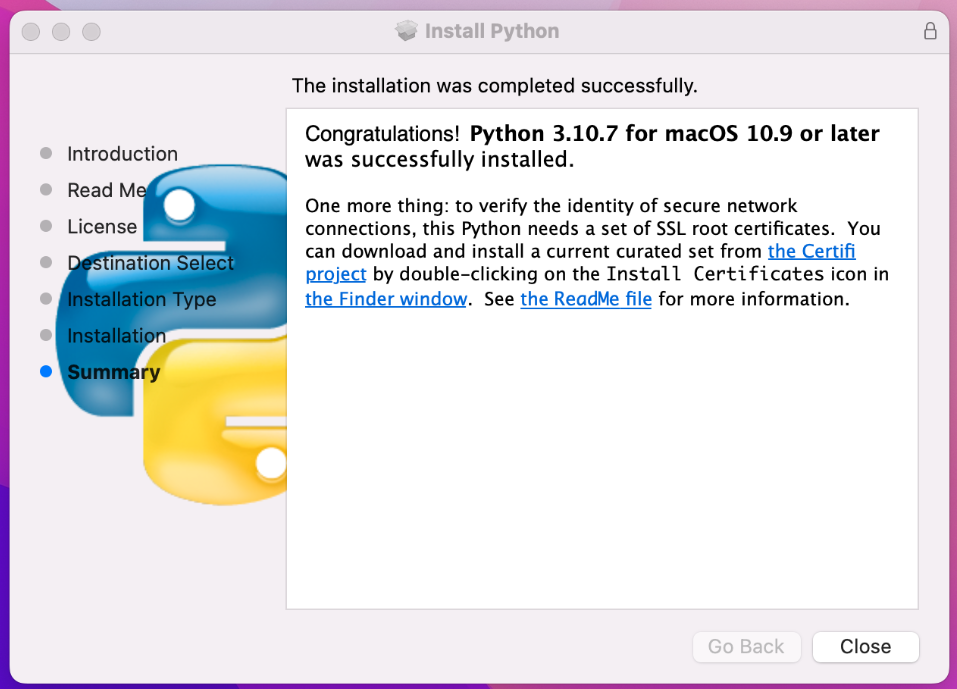 Install Python
The installation was completed successfully.
Introduction
Read Me
License
Destination Select
Installation Type
Installation
Summary
Congratulations! Python 3.10.7 for macOS 10.9 or later
was successfully installed.
One more thing: to verify the identity of secure network
connections, this Python needs a set of SSL root certificates.  You
can download and install a current curated set from the Certifi
project by double-clicking on the Install Certificates icon in
the Finder window.  See the ReadMe file for more information.
Go Back
Close